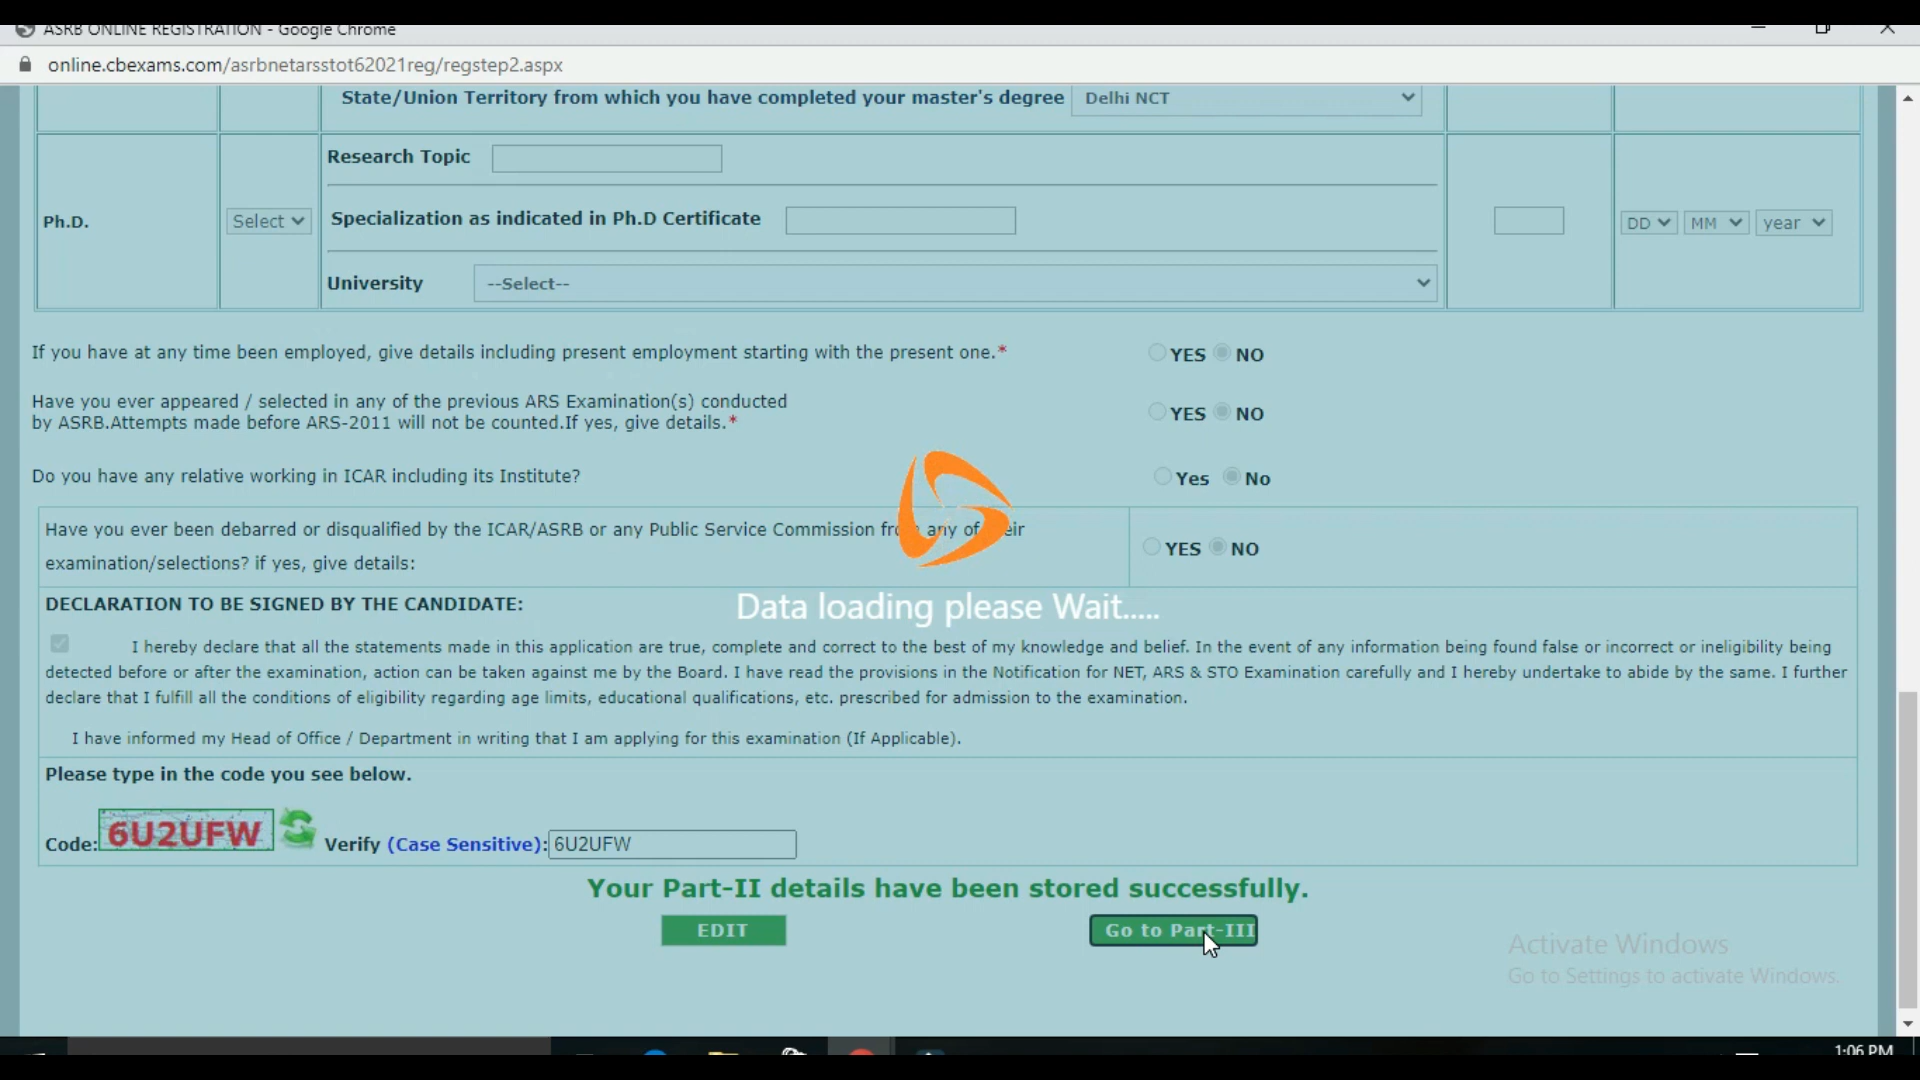 ASRB ONLINE REGISTRATION - Google Chrome
online.cbexams.com/asrbnetarsstot62021reg/regstep2.aspx
State/Union Territory from which you have completed your master's degree Delhi NCT
Research Topic
Ph.D. Select Specialization as indicated in Ph.D Certificate DD MM year
University --Select--
If you have at any time been employed, give details including present employment starting with the present one.* YES NO
Have you ever appeared / selected in any of the previous ARS Examination(s) conducted
by ASRB.Attempts made before ARS-2011 will not be counted.If yes, give details.* YES NO
Do you have any relative working in ICAR including its Institute? Yes No
Have you ever been debarred or disqualified by the ICAR/ASRB or any Public Service Commission any of
examination/selections? if yes, give details: YES NO
DECLARATION TO BE SIGNED BY THE CANDIDATE:
Data loading please Wait.....
I hereby declare that all the statements made in this application are true, complete and correct to the best of my knowledge and belief. In the event of any information being found false or incorrect or ineligibility being
detected before or after the examination, action can be taken against me by the Board. I have read the provisions in the Notification for NET, ARS & STO Examination carefully and I hereby undertake to abide by the same. I further
declare that I fulfill all the conditions of eligibility regarding age limits, educational qualifications, etc. prescribed for admission to the examination.
I have informed my Head of Office / Department in writing that I am applying for this examination (If Applicable).
Please type in the code you see below.
Code: 6U2UFW Verify (Case Sensitive): 6U2UFW
Your Part-II details have been stored successfully.
EDIT Go to Part-III
Activate Windows
Go to Settings to activate Windows.
1:06 PM